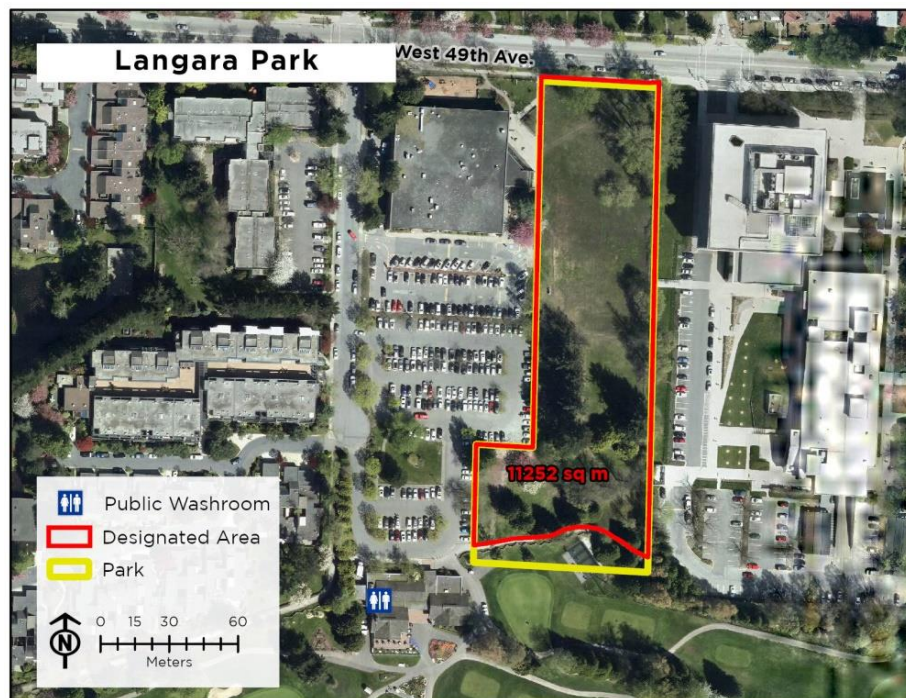 Langara Park
West 49th Ave.
11252 sq m
Public Washroom
Designated Area
Park
N
0 15 30 60
Meters